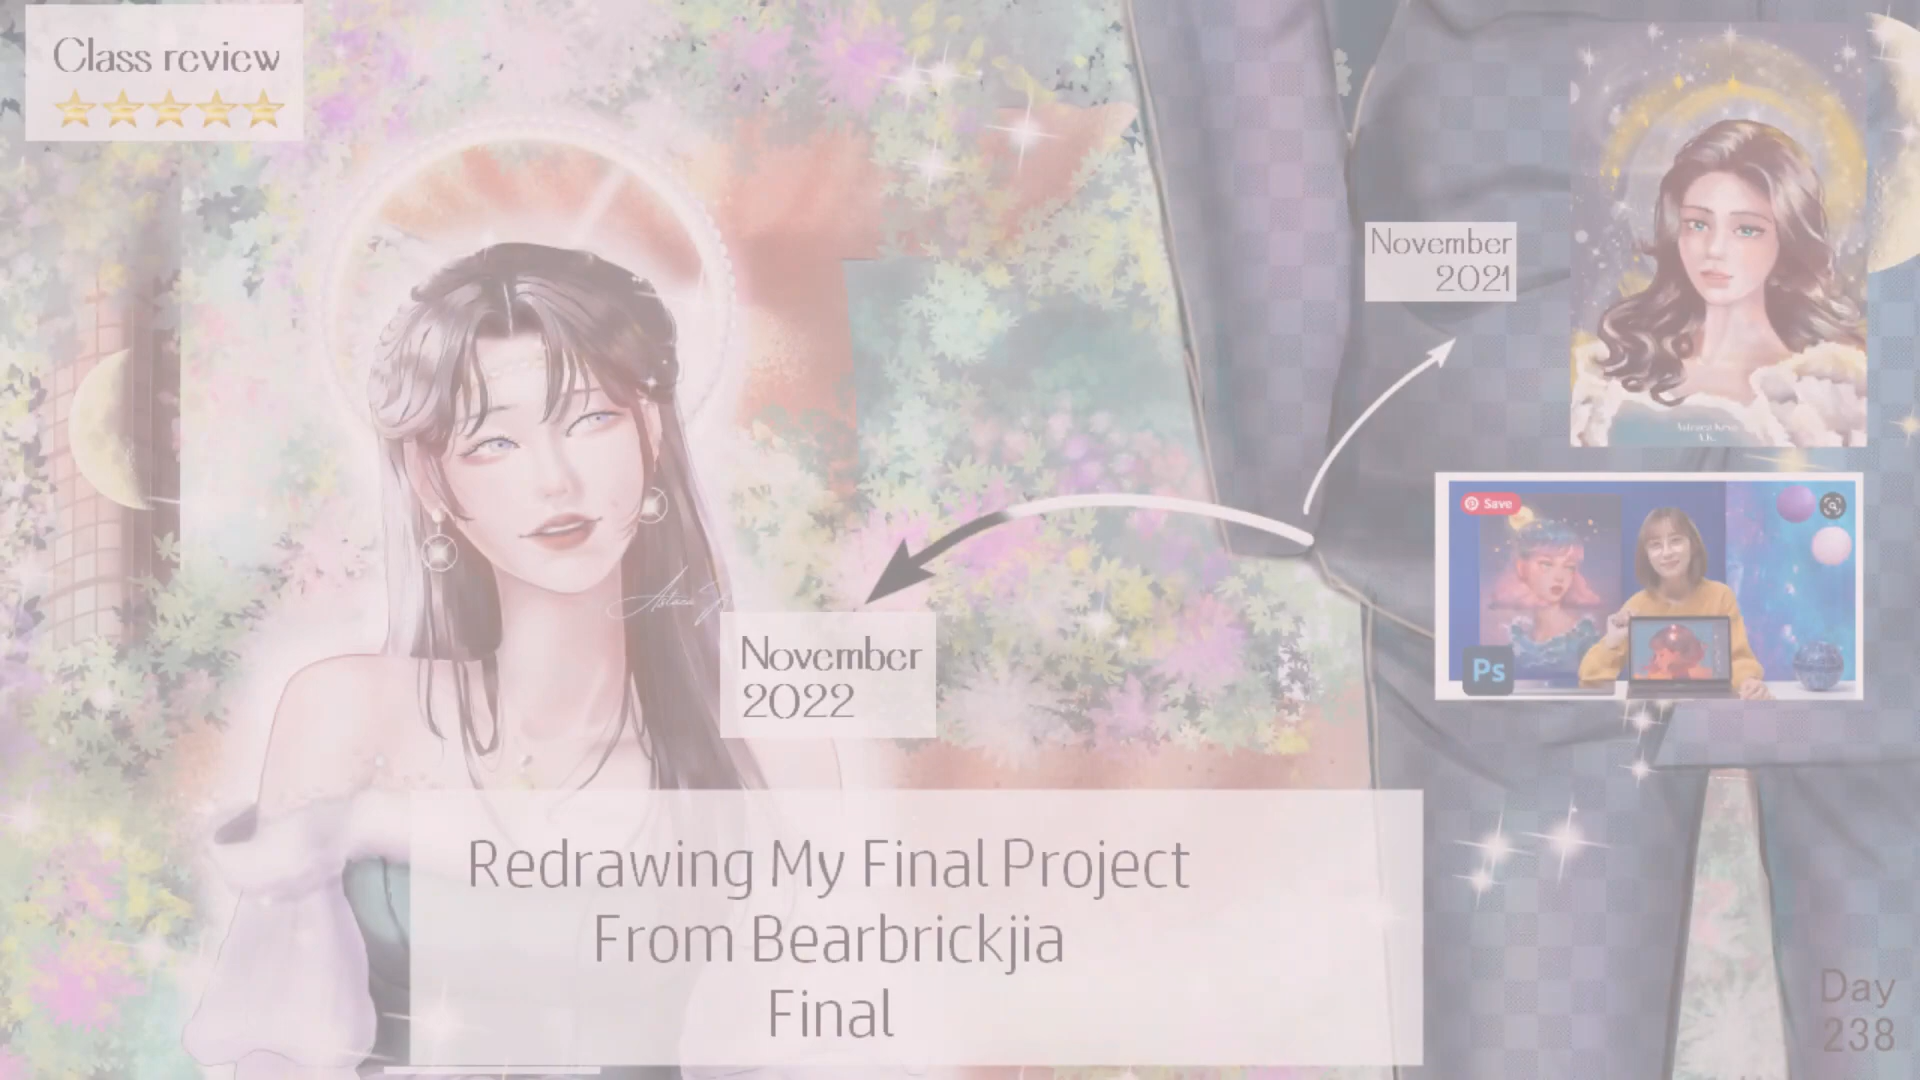 Class review
November
2021
Save
Ps
November
2022
Redrawing My Final Project
From Bearbrickjia
Final
Day
238